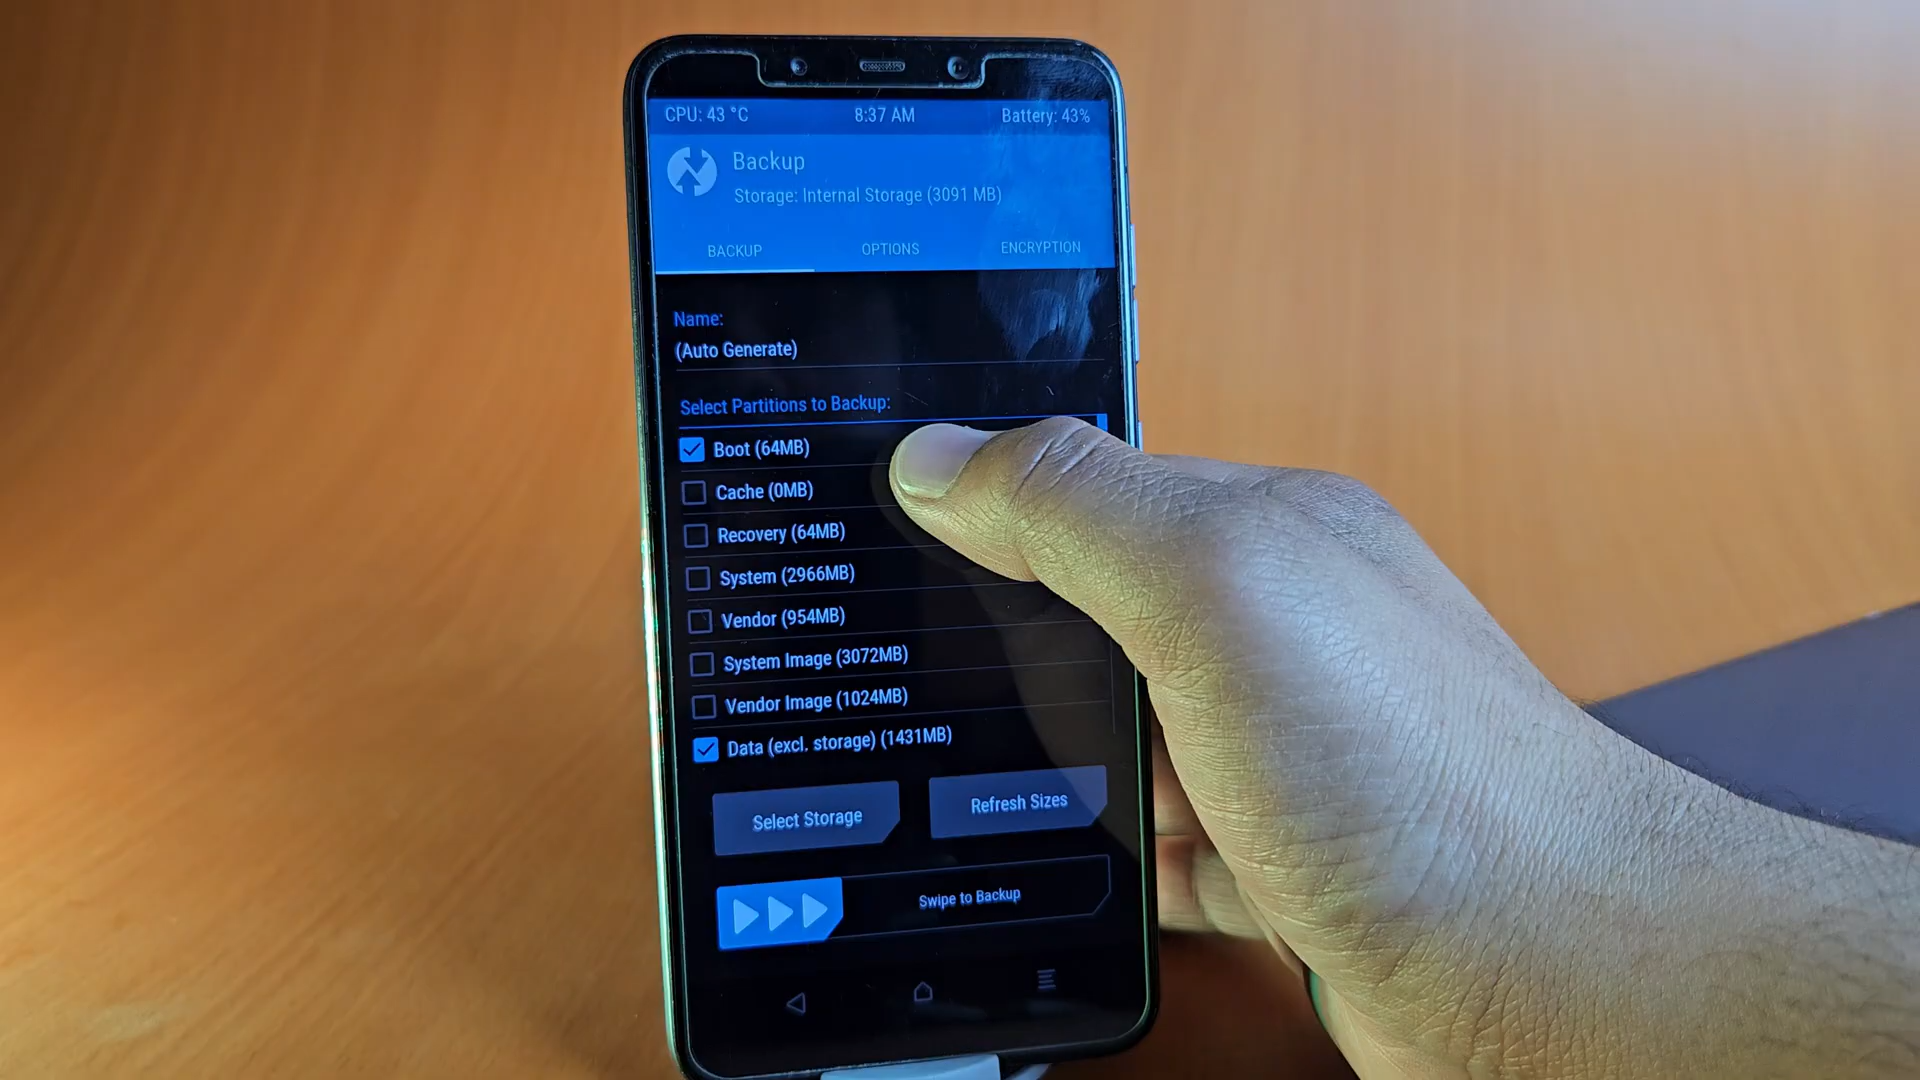 CPU: 43 °C 8:37 AM Battery: 43%
Backup
Storage: Internal Storage (3091 MB)
BACKUP OPTIONS ENCRYPTION
Name:
(Auto Generate)
Select Partitions to Backup:
Boot (64MB)
Cache (0MB)
Recovery (64MB)
System (2966MB)
Vendor (954MB)
System Image (3072MB)
Vendor Image (1024MB)
Data (excl. storage) (1431MB)
Select Storage Refresh Sizes
Swipe to Backup